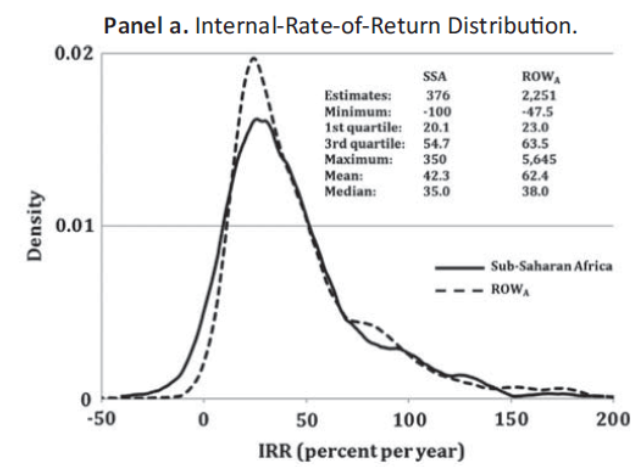 Panel a. Internal-Rate-of-Return Distribution.
0.02
SSA ROWA
Estimates: 376 2,251
Minimum: -100 -47.5
1st quartile: 20.1 23.0
3rd quartile: 54.7 63.5
Maximum: 350 5,645
Mean: 42.3 62.4
Median: 35.0 38.0
Density
0.01
Sub-Saharan Africa
ROWA
0
-50 0 50 100 150 200
IRR (percent per year)